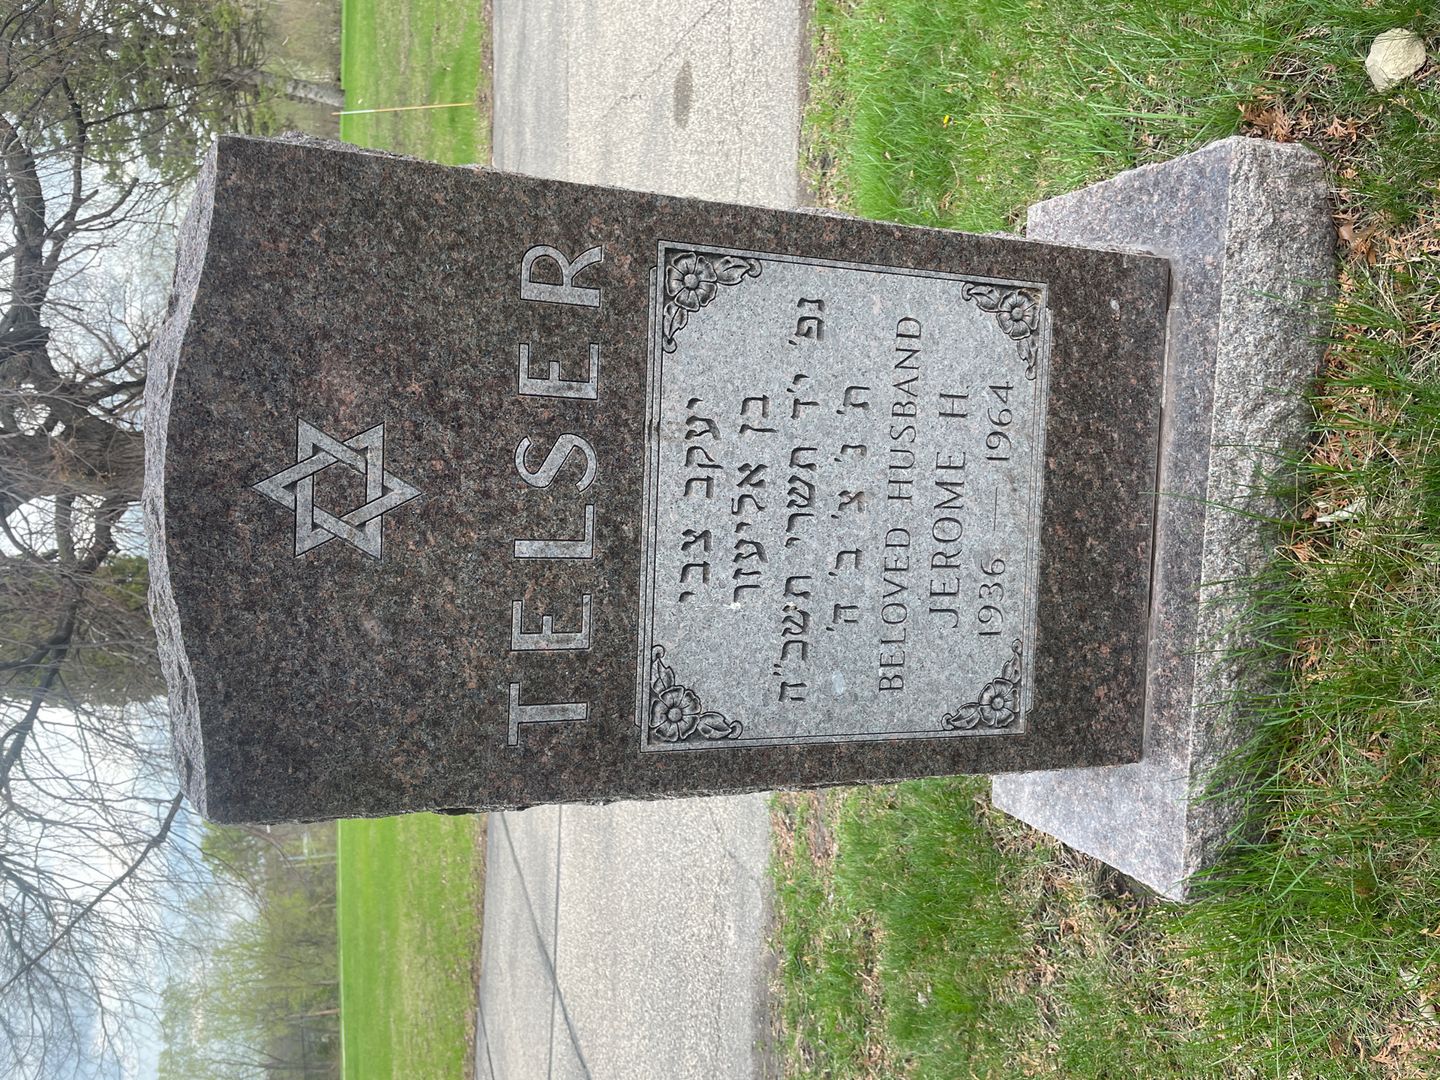 TELSER
יעקב צבי
בן אליעזר
נפ' י"ד תשרי תשכ"ה
ת' נ' צ' ב' ה'
BELOVED HUSBAND
JEROME H.
1936 — 1964